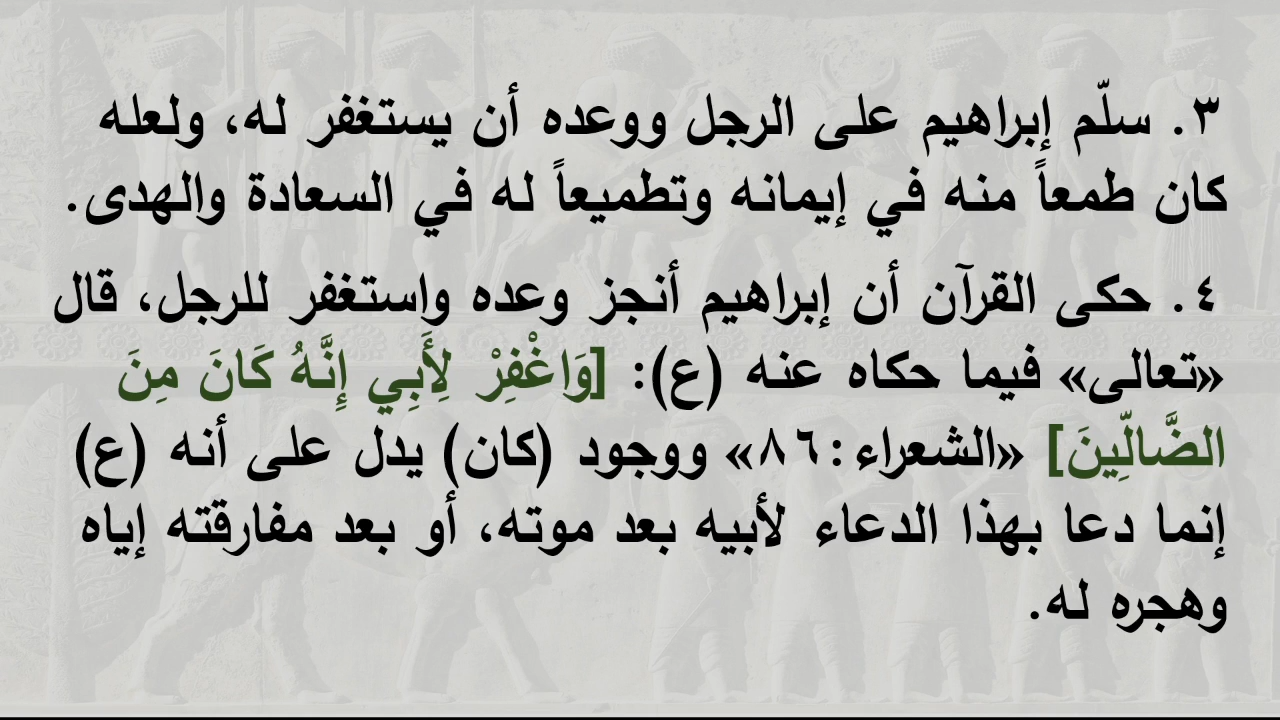 ٣. سلّم إبراهيم على الرجل ووعده أن يستغفر له، ولعله
كان طمعاً منه في إيمانه وتطميعاً له في السعادة والهدى.
٤. حكى القرآن أن إبراهيم أنجز وعده واستغفر للرجل، قال
«تعالى» فيما حكاه عنه (ع): [وَاغْفِرْ لِأَبِي إِنَّهُ كَانَ مِنَ
الضَّالِّينَ] «الشعراء:٨٦» ووجود (كان) يدل على أنه (ع)
إنما دعا بهذا الدعاء لأبيه بعد موته، أو بعد مفارقته إياه
وهجره له.